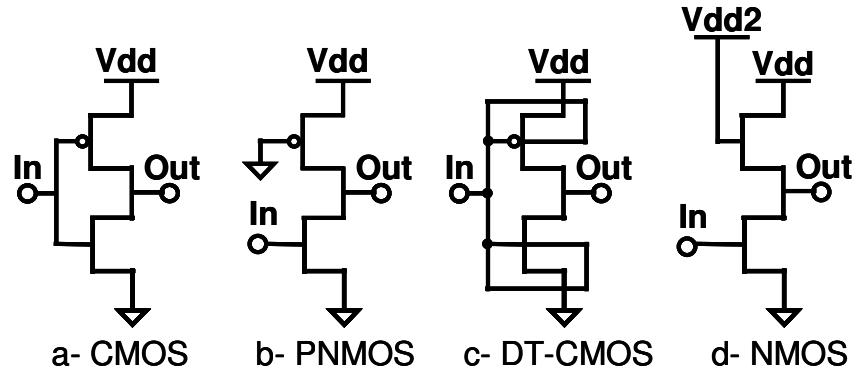 Vdd
In
Out
a- CMOS
Vdd
In
Out
b- PNMOS
Vdd
In
Out
c- DT-CMOS
Vdd2
Vdd
In
Out
d- NMOS